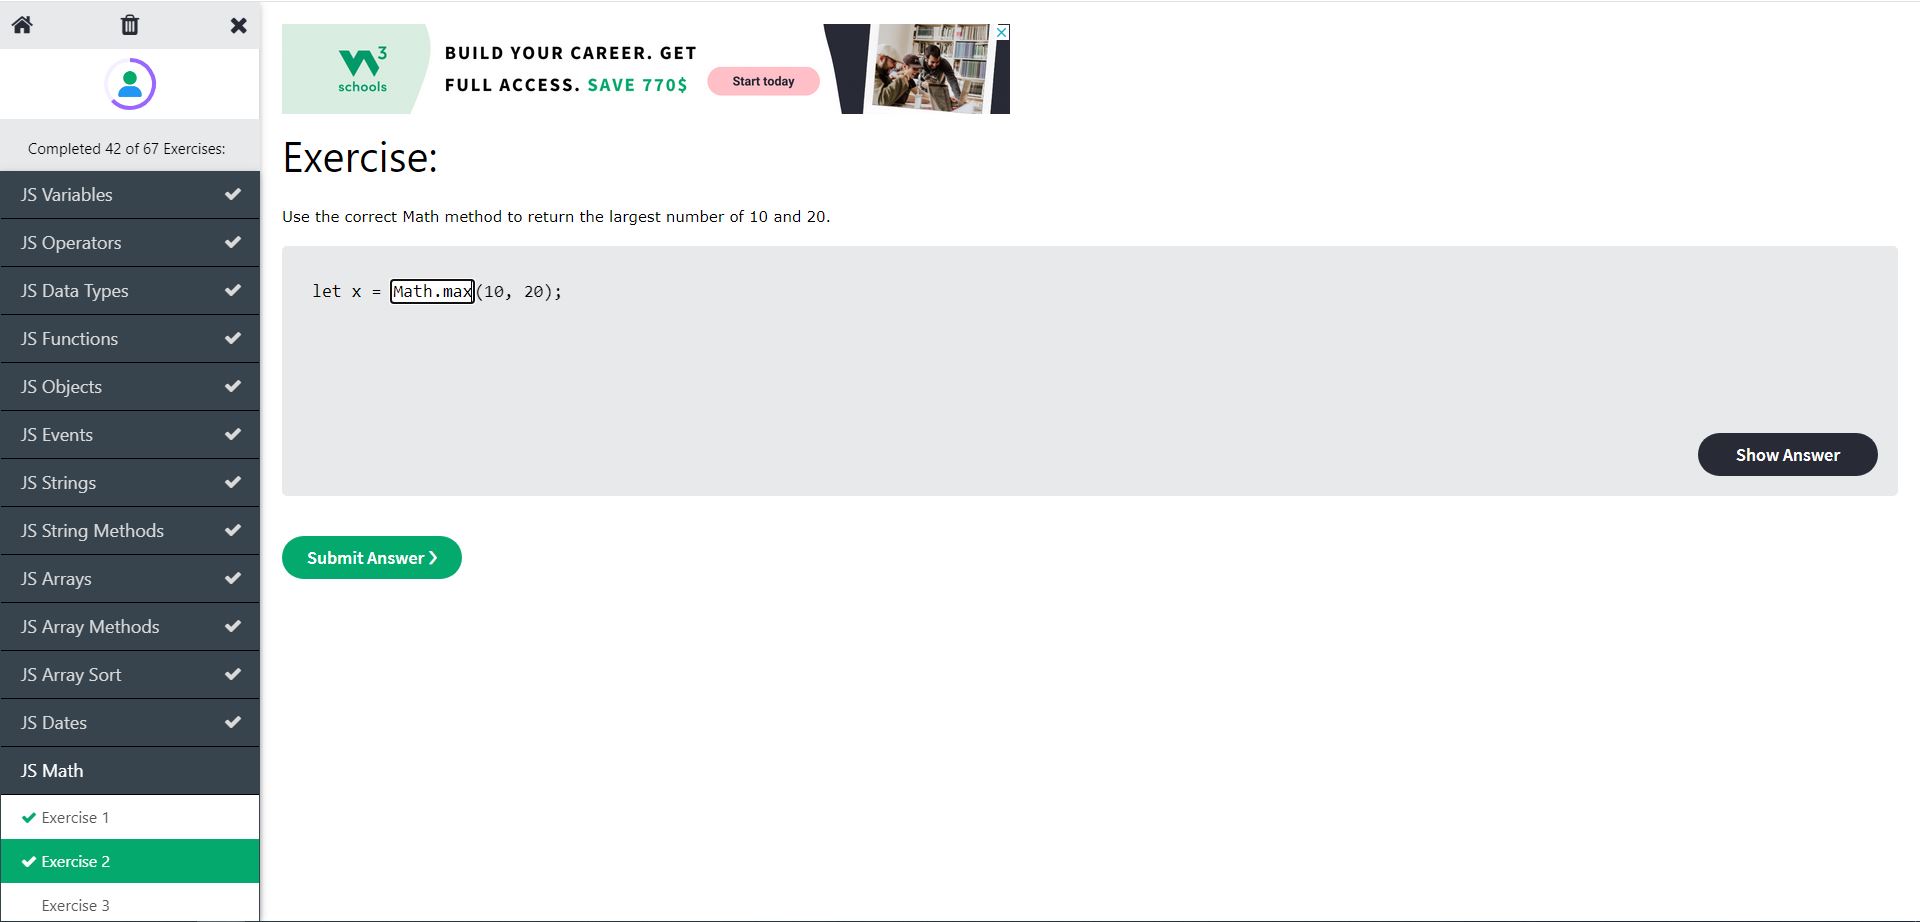 Completed 42 of 67 Exercises:
JS Variables
JS Operators
JS Data Types
JS Functions
JS Objects
JS Events
JS Strings
JS String Methods
JS Arrays
JS Array Methods
JS Array Sort
JS Dates
JS Math
Exercise 1
Exercise 2
Exercise 3
W3
schools
BUILD YOUR CAREER. GET
FULL ACCESS. SAVE 770$
Start today
Exercise:
Use the correct Math method to return the largest number of 10 and 20.
let x = Math.max(10, 20);
Show Answer
Submit Answer ❯